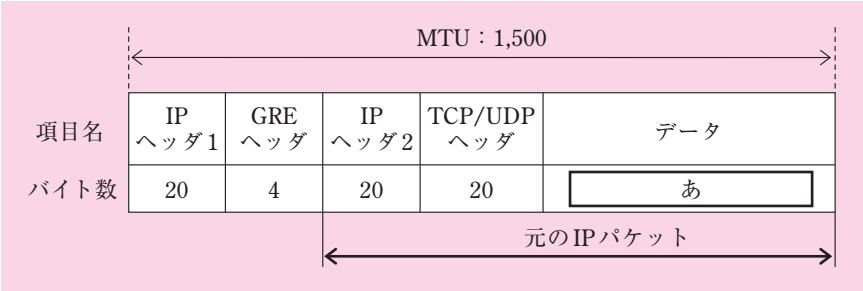 MTU：1,500
項目名
IP
ヘッダ1
GRE
ヘッダ
IP
ヘッダ2
TCP/UDP
ヘッダ
データ
バイト数
20
4
20
20
あ
元のIPパケット